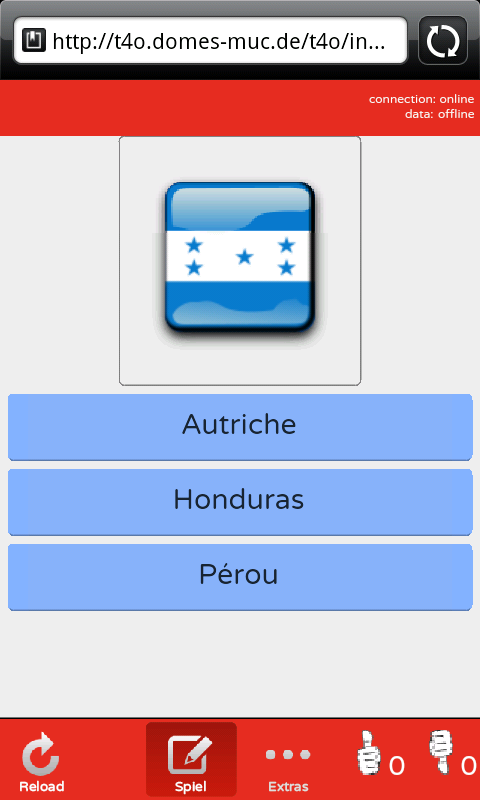 http://t4o.domes-muc.de/t4o/in...
connection: online
data: offline
Autriche
Honduras
Pérou
0
0
Reload
Spiel
Extras